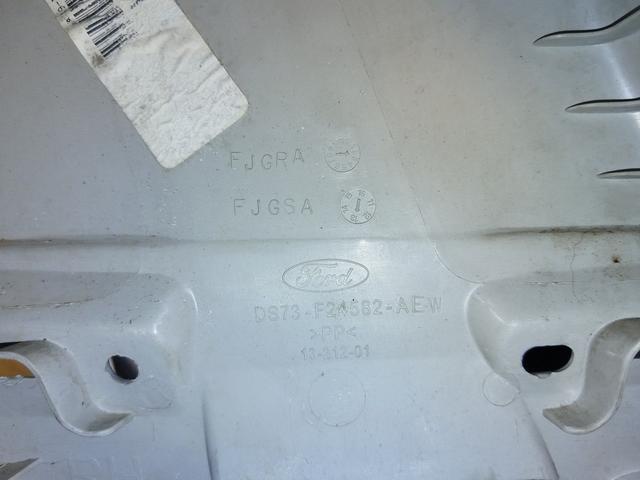 FJGRA
FJGSA
Ford
DS73-F24582-AEW
>PP<
13-312-01